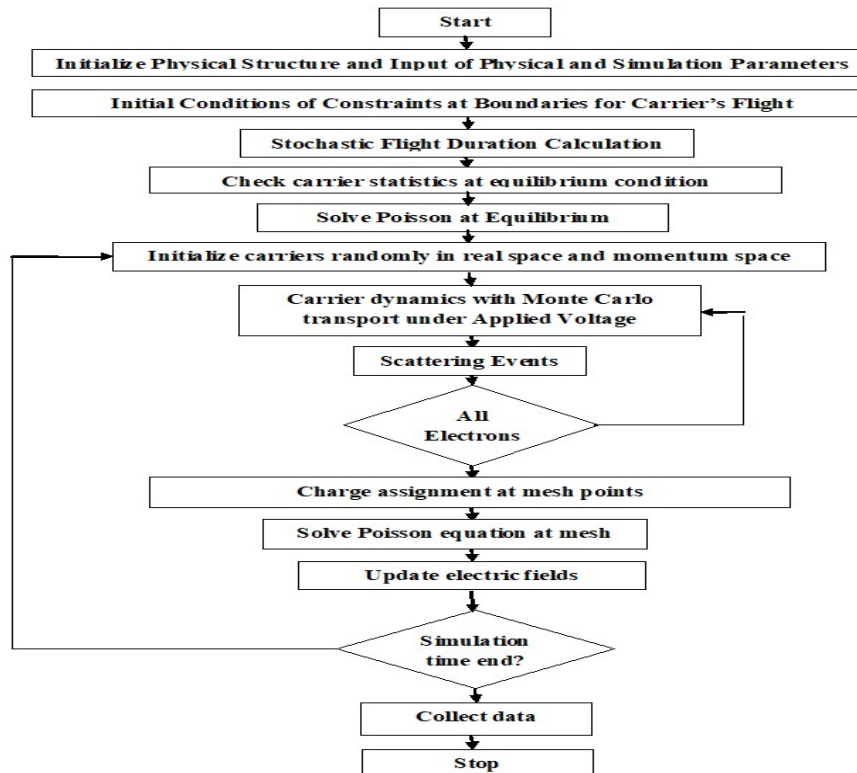 Start
Initialize Physical Structure and Input of Physical and Simulation Parameters
Initial Conditions of Constraints at Boundaries for Carrier's Flight
Stochastic Flight Duration Calculation
Check carrier statistics at equilibrium condition
Solve Poisson at Equilibrium
Initialize carriers randomly in real space and momentum space
Carrier dynamics with Monte Carlo
transport under Applied Voltage
Scattering Events
All
Electrons
Charge assignment at mesh points
Solve Poisson equation at mesh
Update electric fields
Simulation
time end?
Collect data
Stop